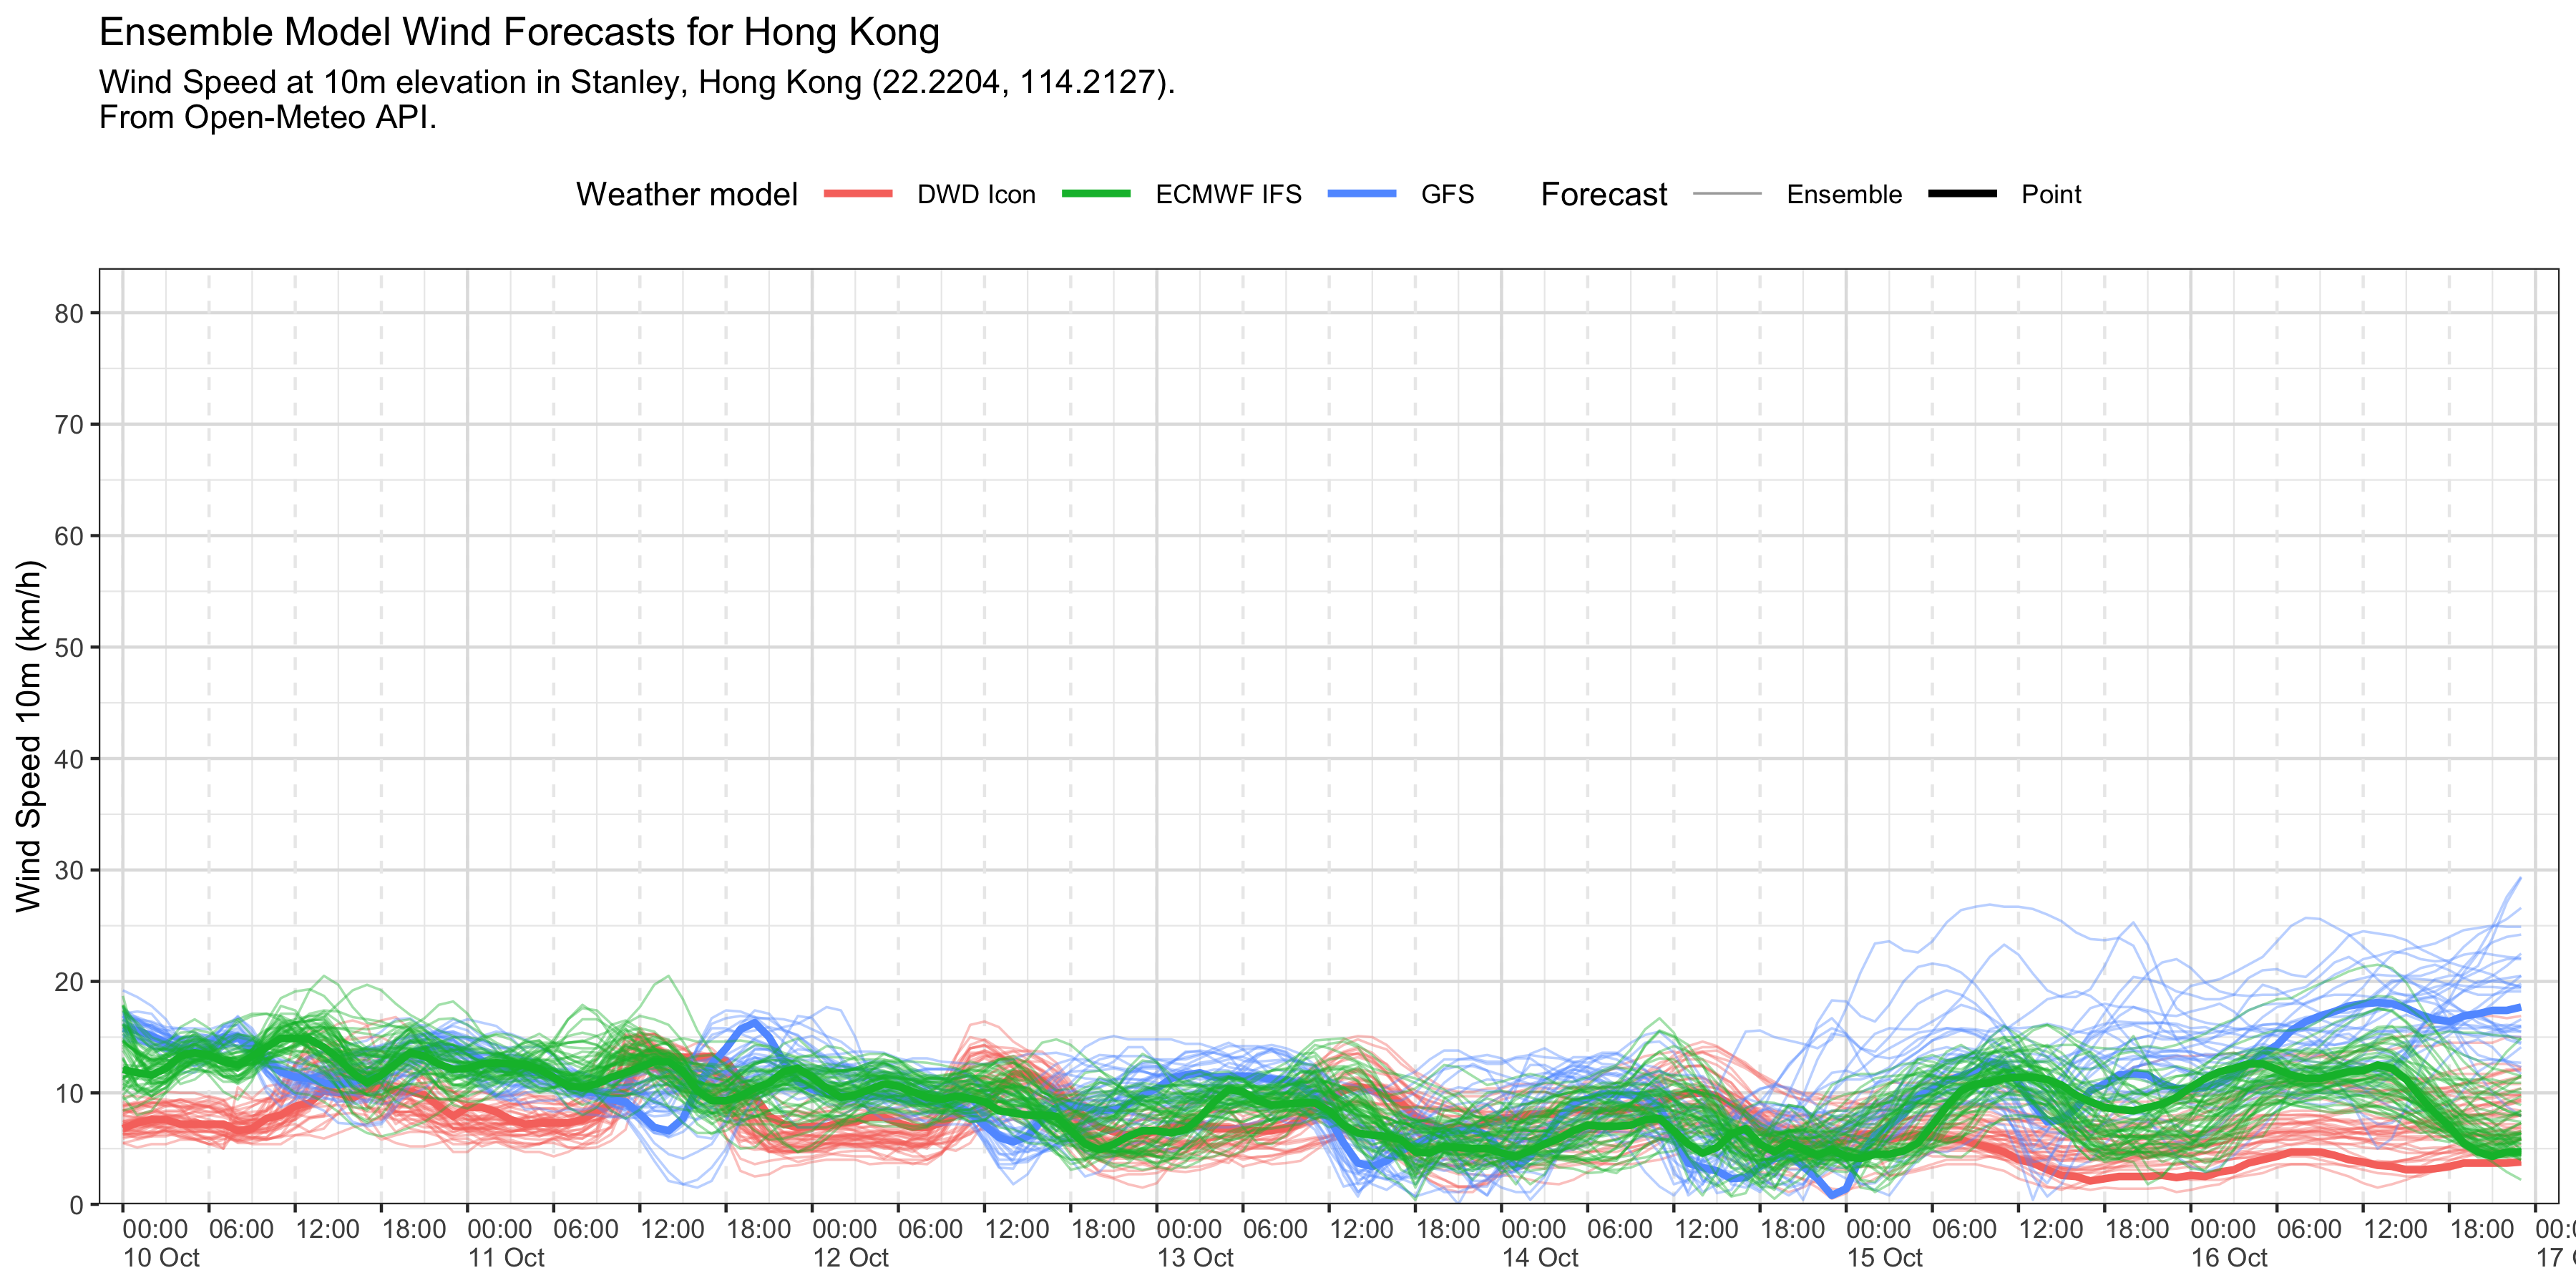 Ensemble Model Wind Forecasts for Hong Kong
Wind Speed at 10m elevation in Stanley, Hong Kong (22.2204, 114.2127).
From Open-Meteo API.
Weather model DWD Icon ECMWF IFS GFS Forecast Ensemble Point
80
70
60
50
40
30
20
10
0
Wind Speed 10m (km/h)
00:00 06:00 12:00 18:00 00:00 06:00 12:00 18:00 00:00 06:00 12:00 18:00 00:00 06:00 12:00 18:00 00:00 06:00 12:00 18:00 00:00 06:00 12:00 18:00 00:00 06:00 12:00 18:00 00:0
10 Oct 11 Oct 12 Oct 13 Oct 14 Oct 15 Oct 16 Oct 17